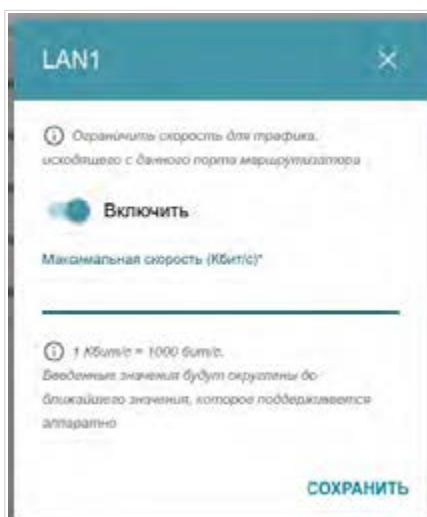 LAN1
Ограничить скорость для трафика,
исходящего с данного порта маршрутизатора
Включить
Максимальная скорость (Кбит/с)*
1 Кбит/с = 1000 бит/с.
Введенные значения будут округлены до
ближайшего значения, которое поддерживается
аппаратно
СОХРАНИТЬ